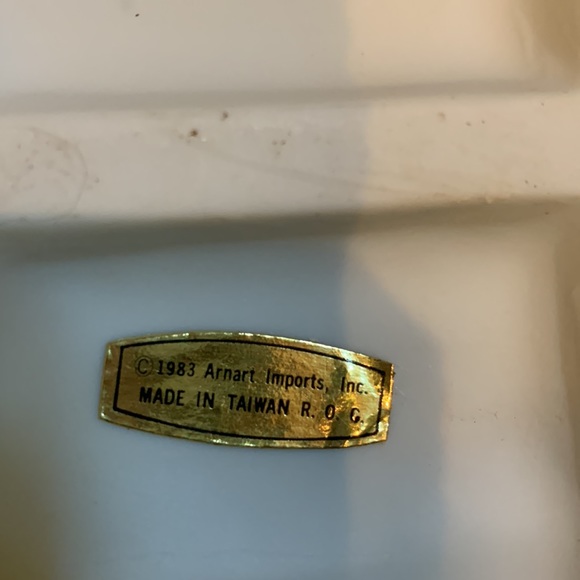 © 1983 Arnart Imports, Inc.
MADE IN TAIWAN R. O C.